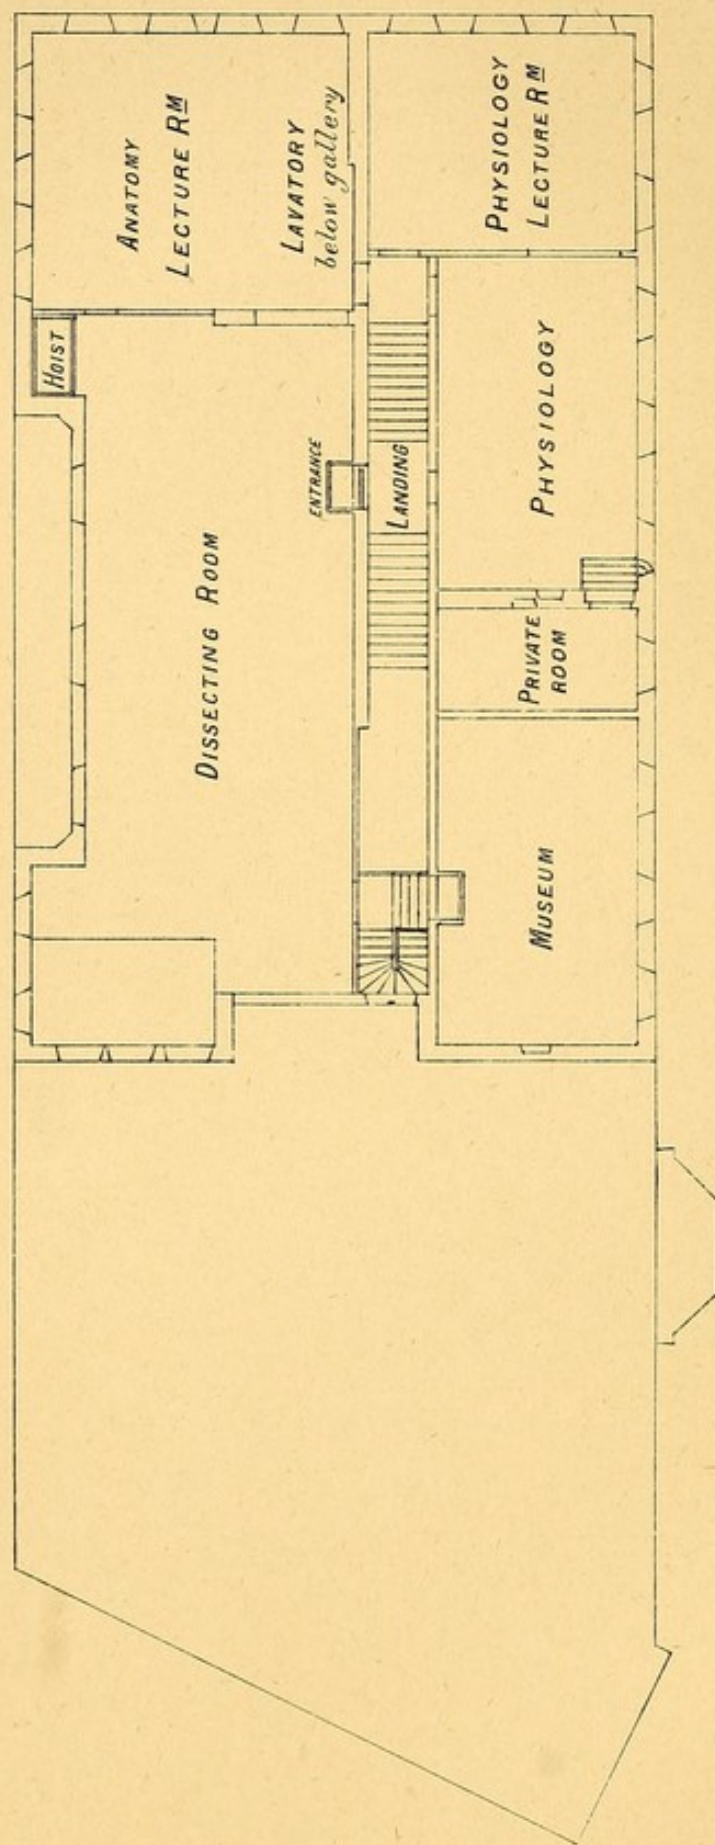 ANATOMY
LECTURE RM
LAVATORY
below gallery
PHYSIOLOGY
LECTURE RM
HOIST
ENTRANCE
LANDING
PHYSIOLOGY
DISSECTING ROOM
PRIVATE
ROOM
MUSEUM